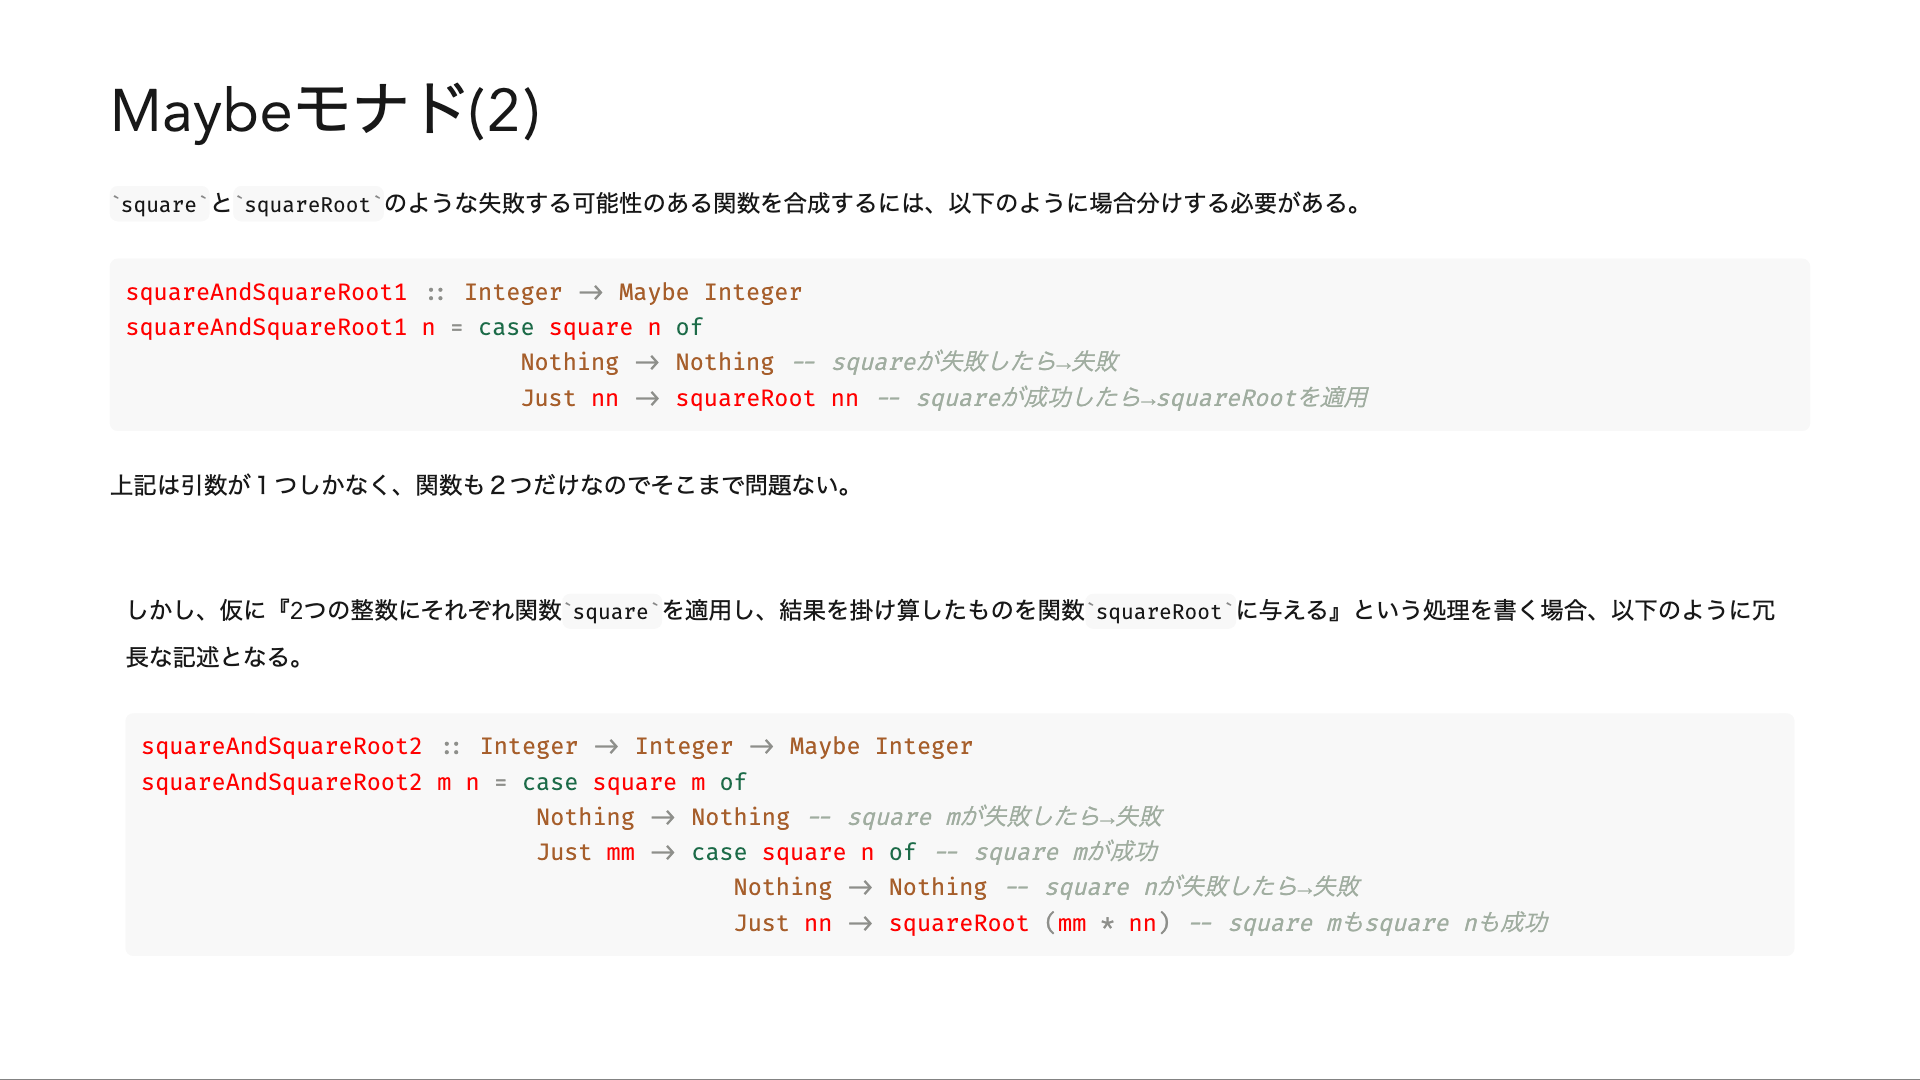 Maybeモナド(2)
`square`と`squareRoot`のような失敗する可能性のある関数を合成するには、以下のように場合分けする必要がある。
squareAndSquareRoot1 :: Integer -> Maybe Integer
squareAndSquareRoot1 n = case square n of
Nothing -> Nothing -- squareが失敗したら→失敗
Just nn -> squareRoot nn -- squareが成功したら→squareRootを適用
上記は引数が１つしかなく、関数も２つだけなのでそこまで問題ない。
しかし、仮に『2つの整数にそれぞれ関数`square`を適用し、結果を掛け算したものを関数`squareRoot`に与える』という処理を書く場合、以下のように冗
長な記述となる。
squareAndSquareRoot2 :: Integer -> Integer -> Maybe Integer
squareAndSquareRoot2 m n = case square m of
Nothing -> Nothing -- square mが失敗したら→失敗
Just mm -> case square n of -- square mが成功
Nothing -> Nothing -- square nが失敗したら→失敗
Just nn -> squareRoot (mm * nn) -- square mもsquare nも成功